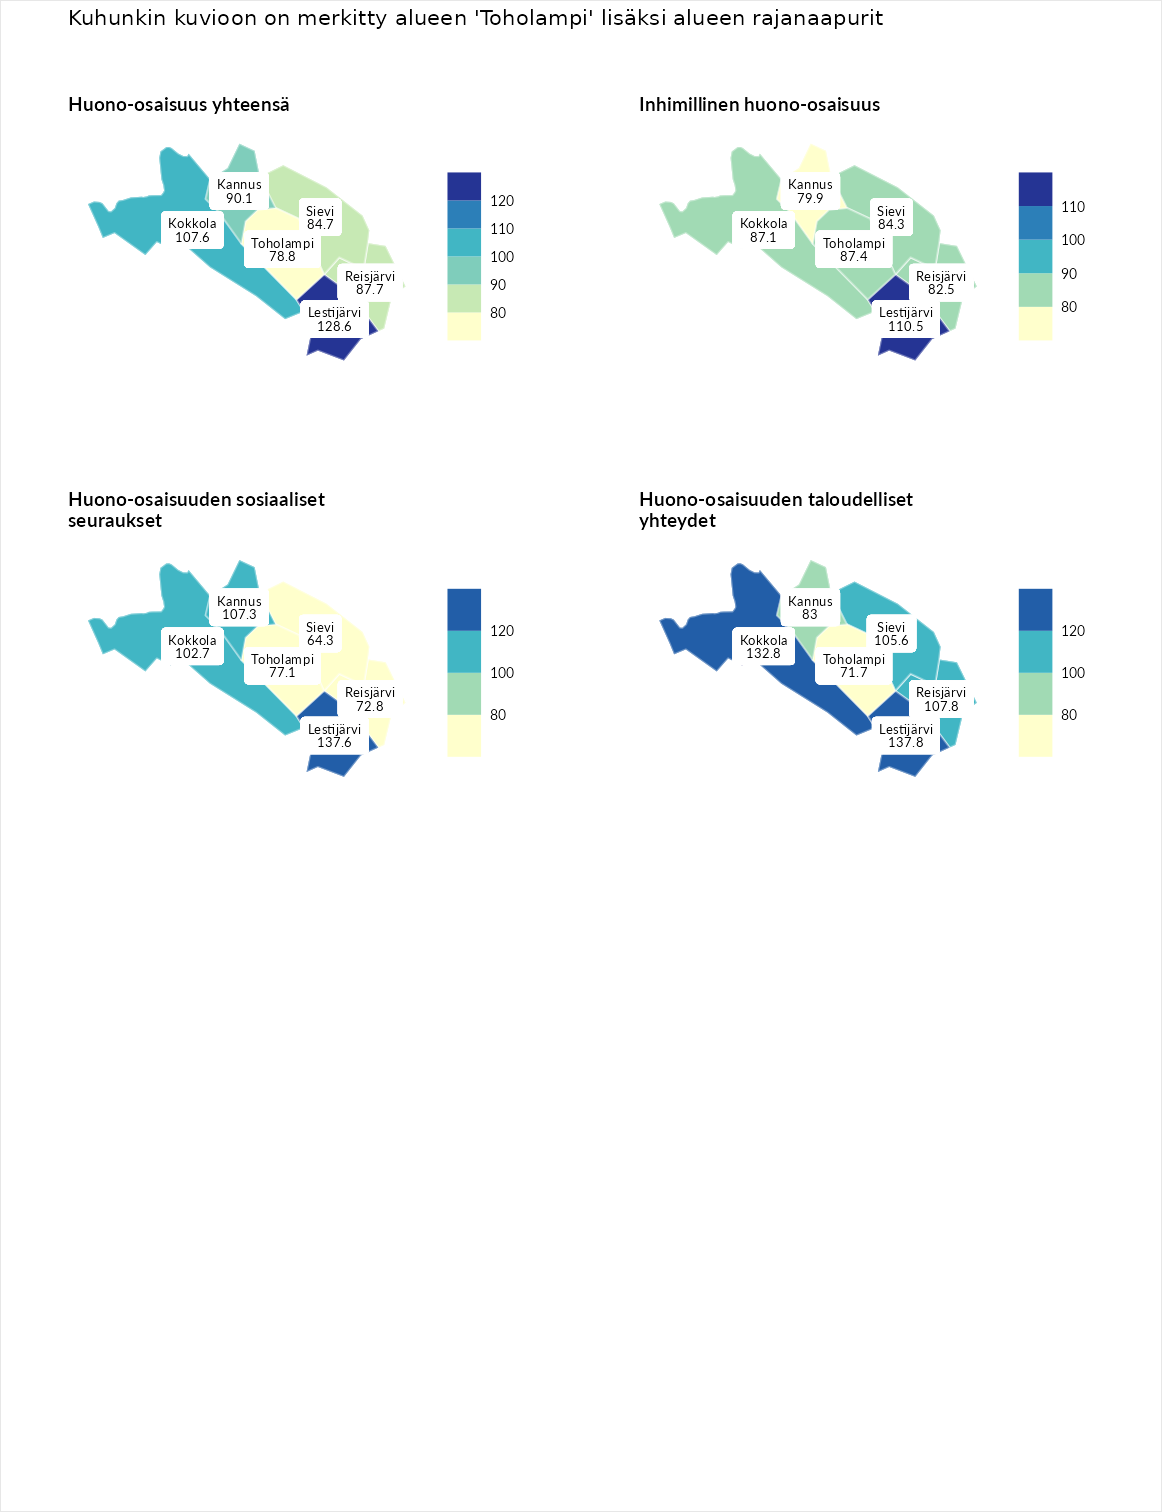 Kuhunkin kuvioon on merkitty alueen 'Toholampi' lisäksi alueen rajanaapurit
Huono-osaisuus yhteensä
Kannus
90.1
Sievi
84.7
Kokkola
107.6
Toholampi
78.8
Reisjärvi
87.7
Lestijärvi
128.6
120
110
100
90
80
Inhimillinen huono-osaisuus
Kannus
79.9
Sievi
84.3
Kokkola
87.1
Toholampi
87.4
Reisjärvi
82.5
Lestijärvi
110.5
110
100
90
80
Huono-osaisuuden sosiaaliset
seuraukset
Kannus
107.3
Sievi
64.3
Kokkola
102.7
Toholampi
77.1
Reisjärvi
72.8
Lestijärvi
137.6
120
100
80
Huono-osaisuuden taloudelliset
yhteydet
Kannus
83
Sievi
105.6
Kokkola
132.8
Toholampi
71.7
Reisjärvi
107.8
Lestijärvi
137.8
120
100
80